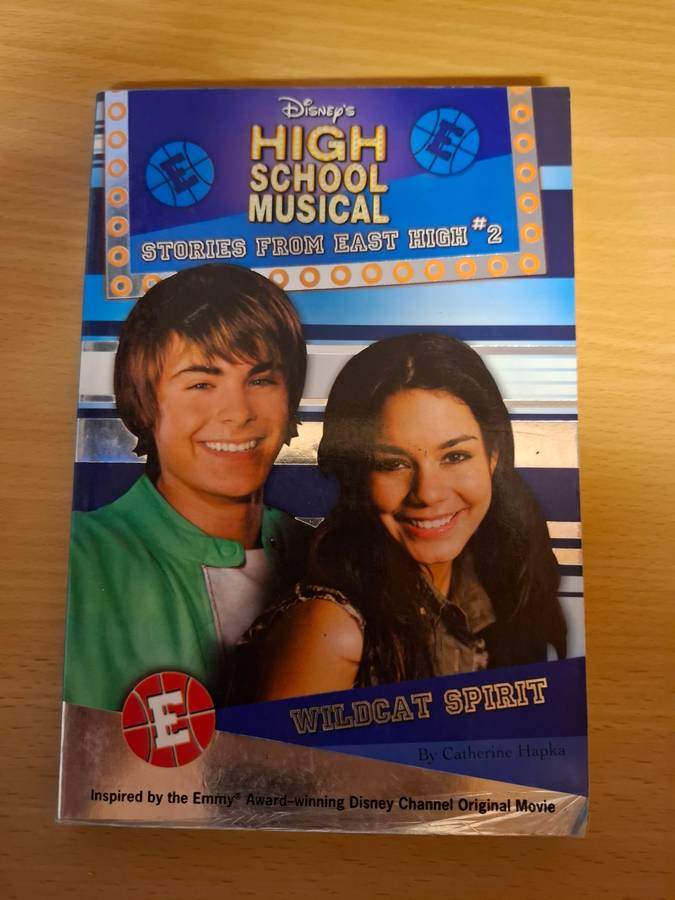 Disney's
HIGH
SCHOOL
MUSICAL
STORIES FROM EAST HIGH #2
E
E
WILDCAT SPIRIT
E
By Catherine Hapka
Inspired by the Emmy® Award-winning Disney Channel Original Movie